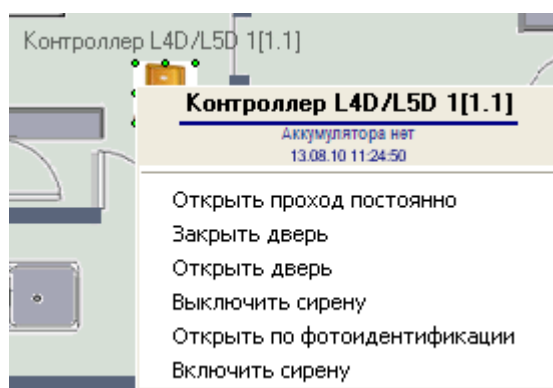 Контроллер L4D/L5D 1[1.1]
Контроллер L4D/L5D 1[1.1]
Аккумулятора нет
13.08.10 11:24:50
Открыть проход постоянно
Закрыть дверь
Открыть дверь
Выключить сирену
Открыть по фотоидентификации
Включить сирену